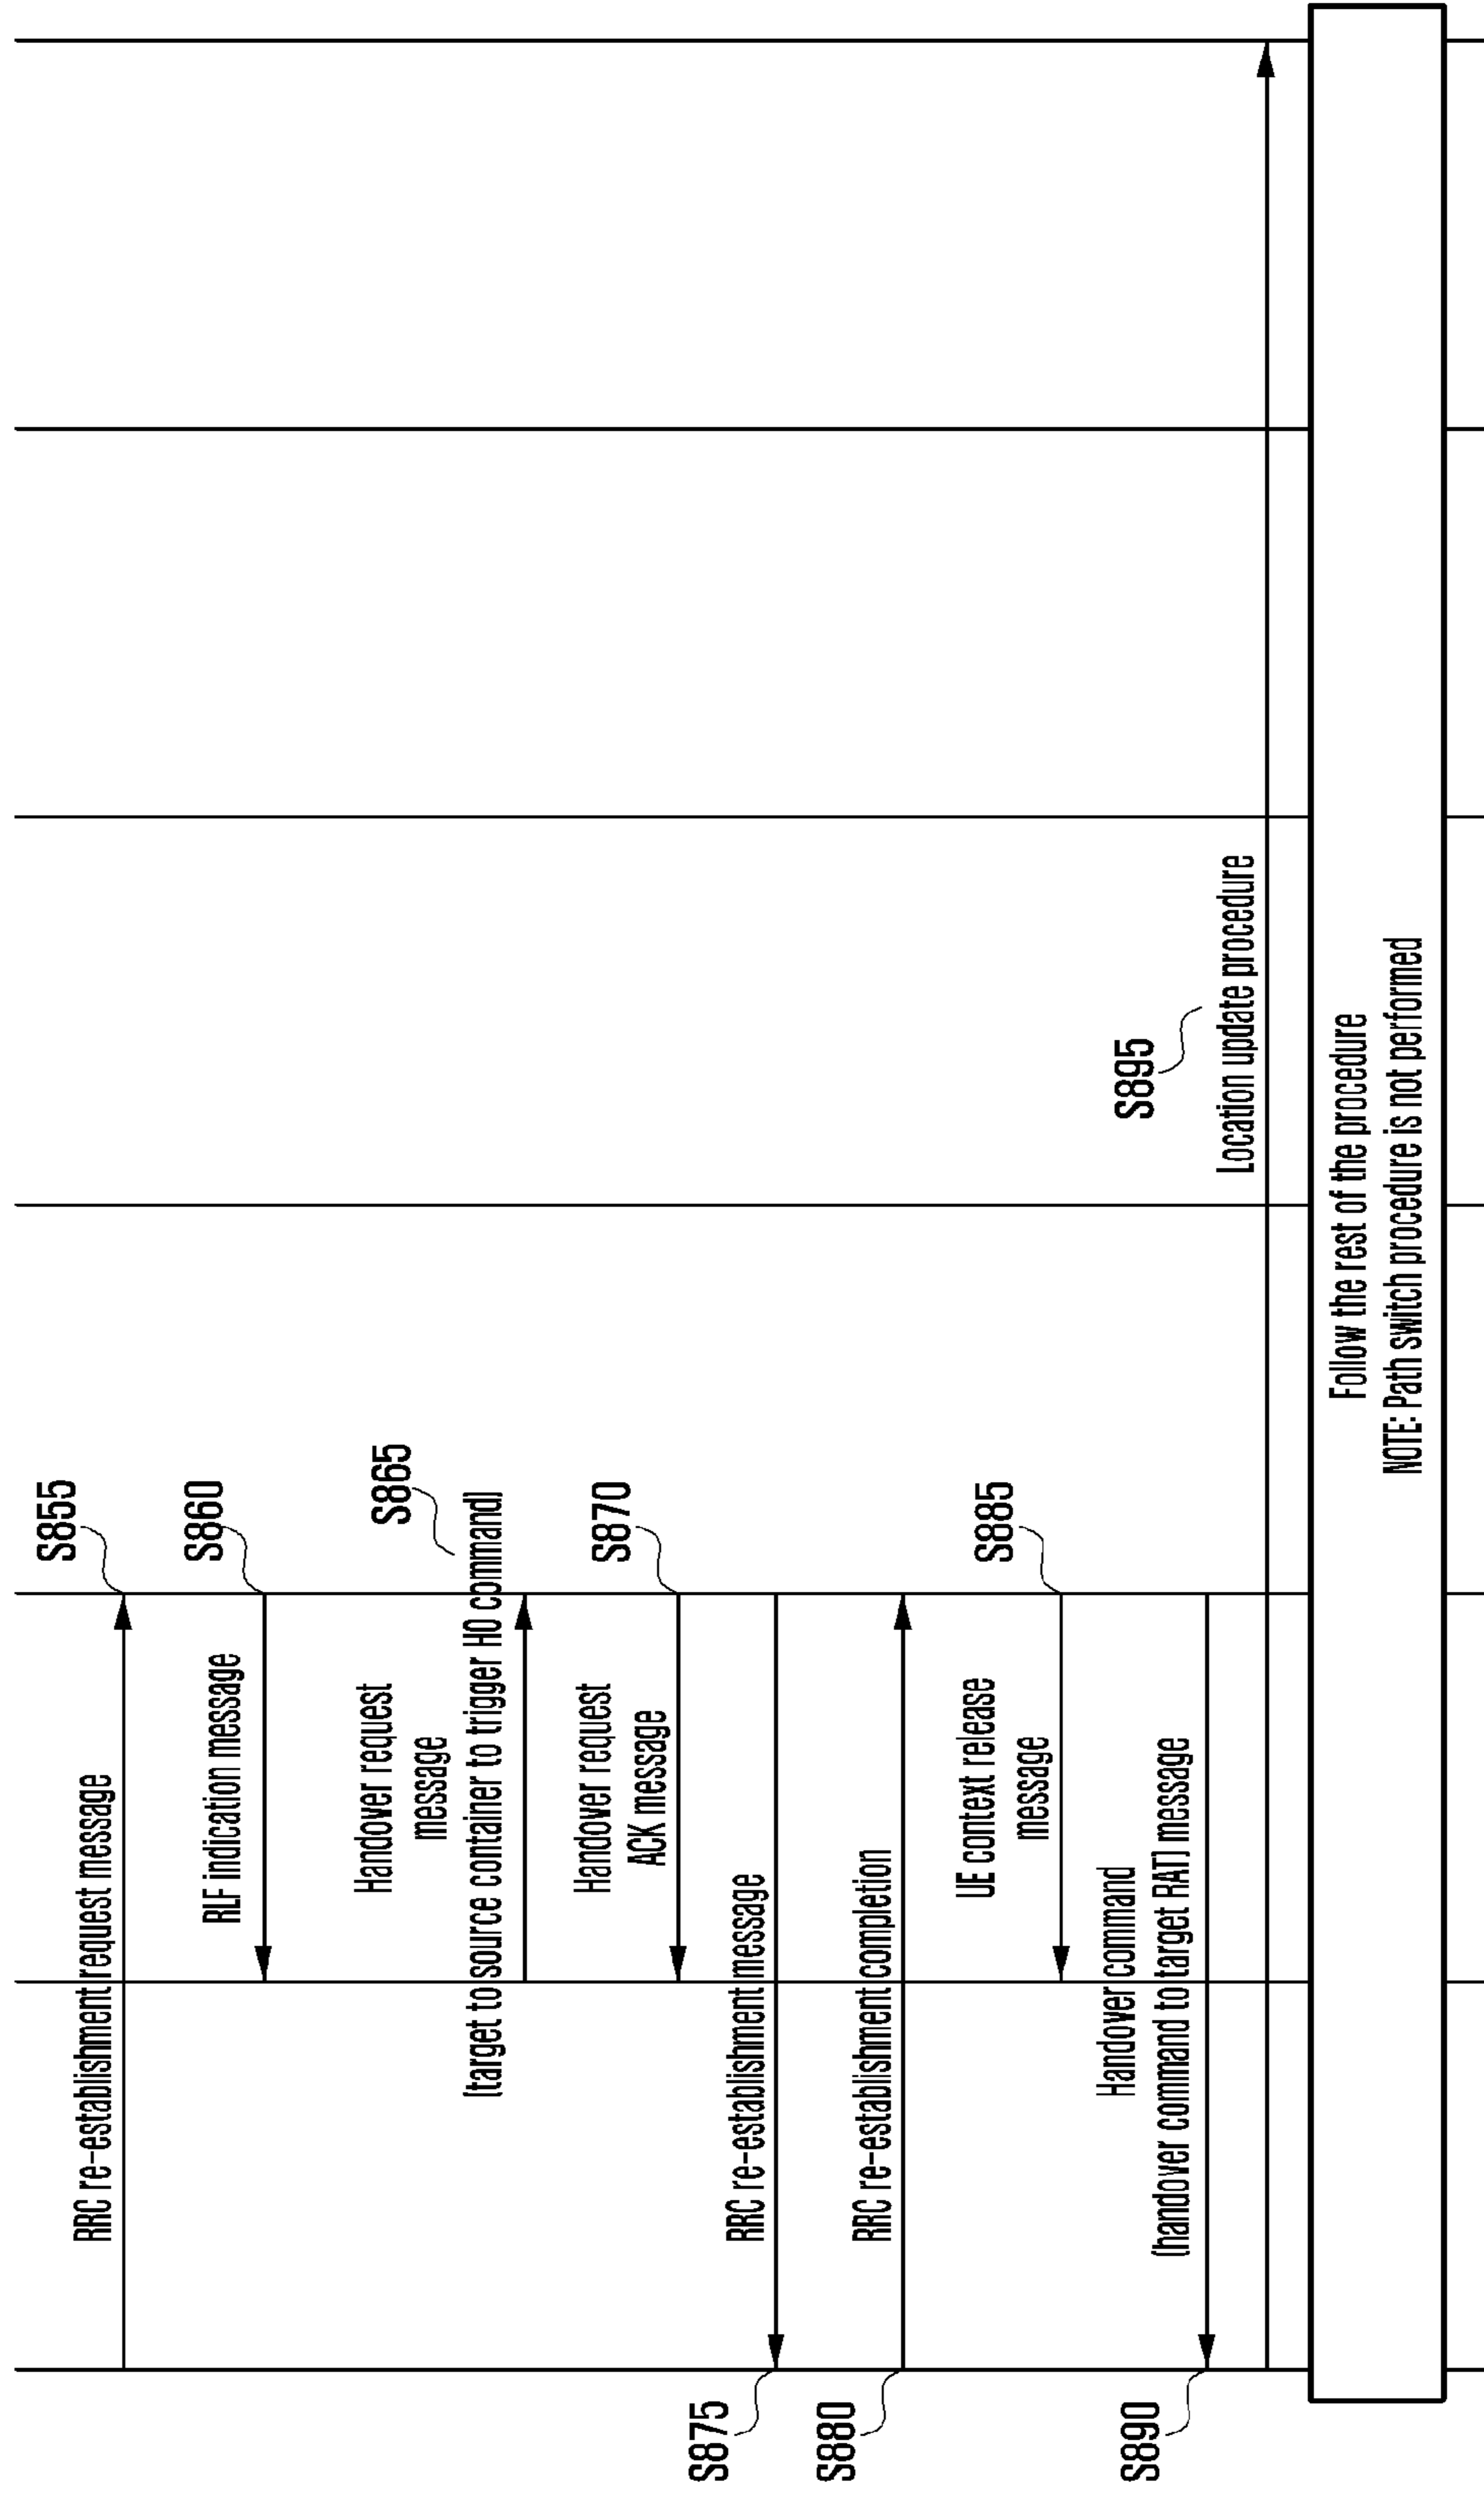 S855
RRC re-establishment request message
S860
RLF indication message
S865
Handover request
message
(target to source container to trigger HO command)
S870
Handover request
ACK message
S875
RRC re-establishment message
S880
RRC re-establishment completion
S885
UE context release
message
S890
Handover command
(handover command to target RAT) message
S895
Location update procedure
Follow the rest of the procedure
NOTE: Path switch procedure is not performed